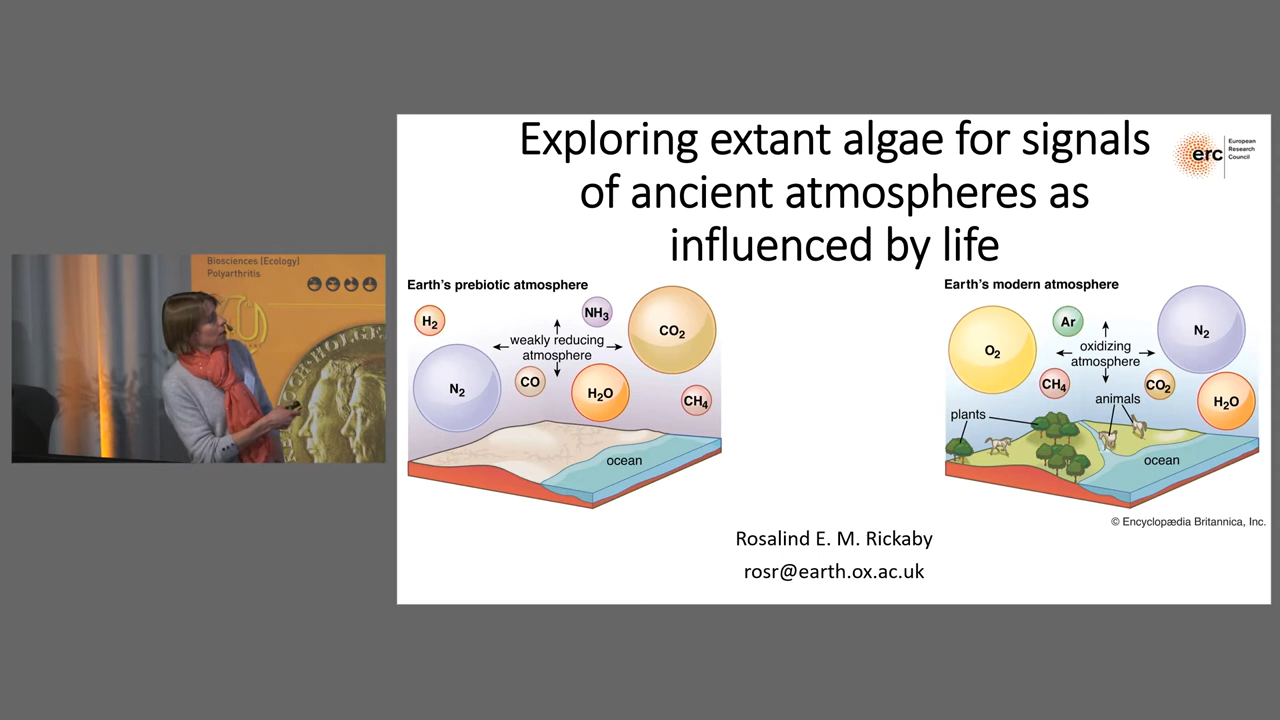 Biosciences (Ecology)
Polyarthritis
Exploring extant algae for signals
of ancient atmospheres as
influenced by life
erc
European
Research
Council
Earth's prebiotic atmosphere
H2
NH3
CO2
weakly reducing
atmosphere
N2
CO
H2O
CH4
ocean
Earth's modern atmosphere
O2
Ar
N2
oxidizing
atmosphere
CH4
CO2
H2O
animals
plants
ocean
© Encyclopædia Britannica, Inc.
Rosalind E. M. Rickaby
rosr@earth.ox.ac.uk